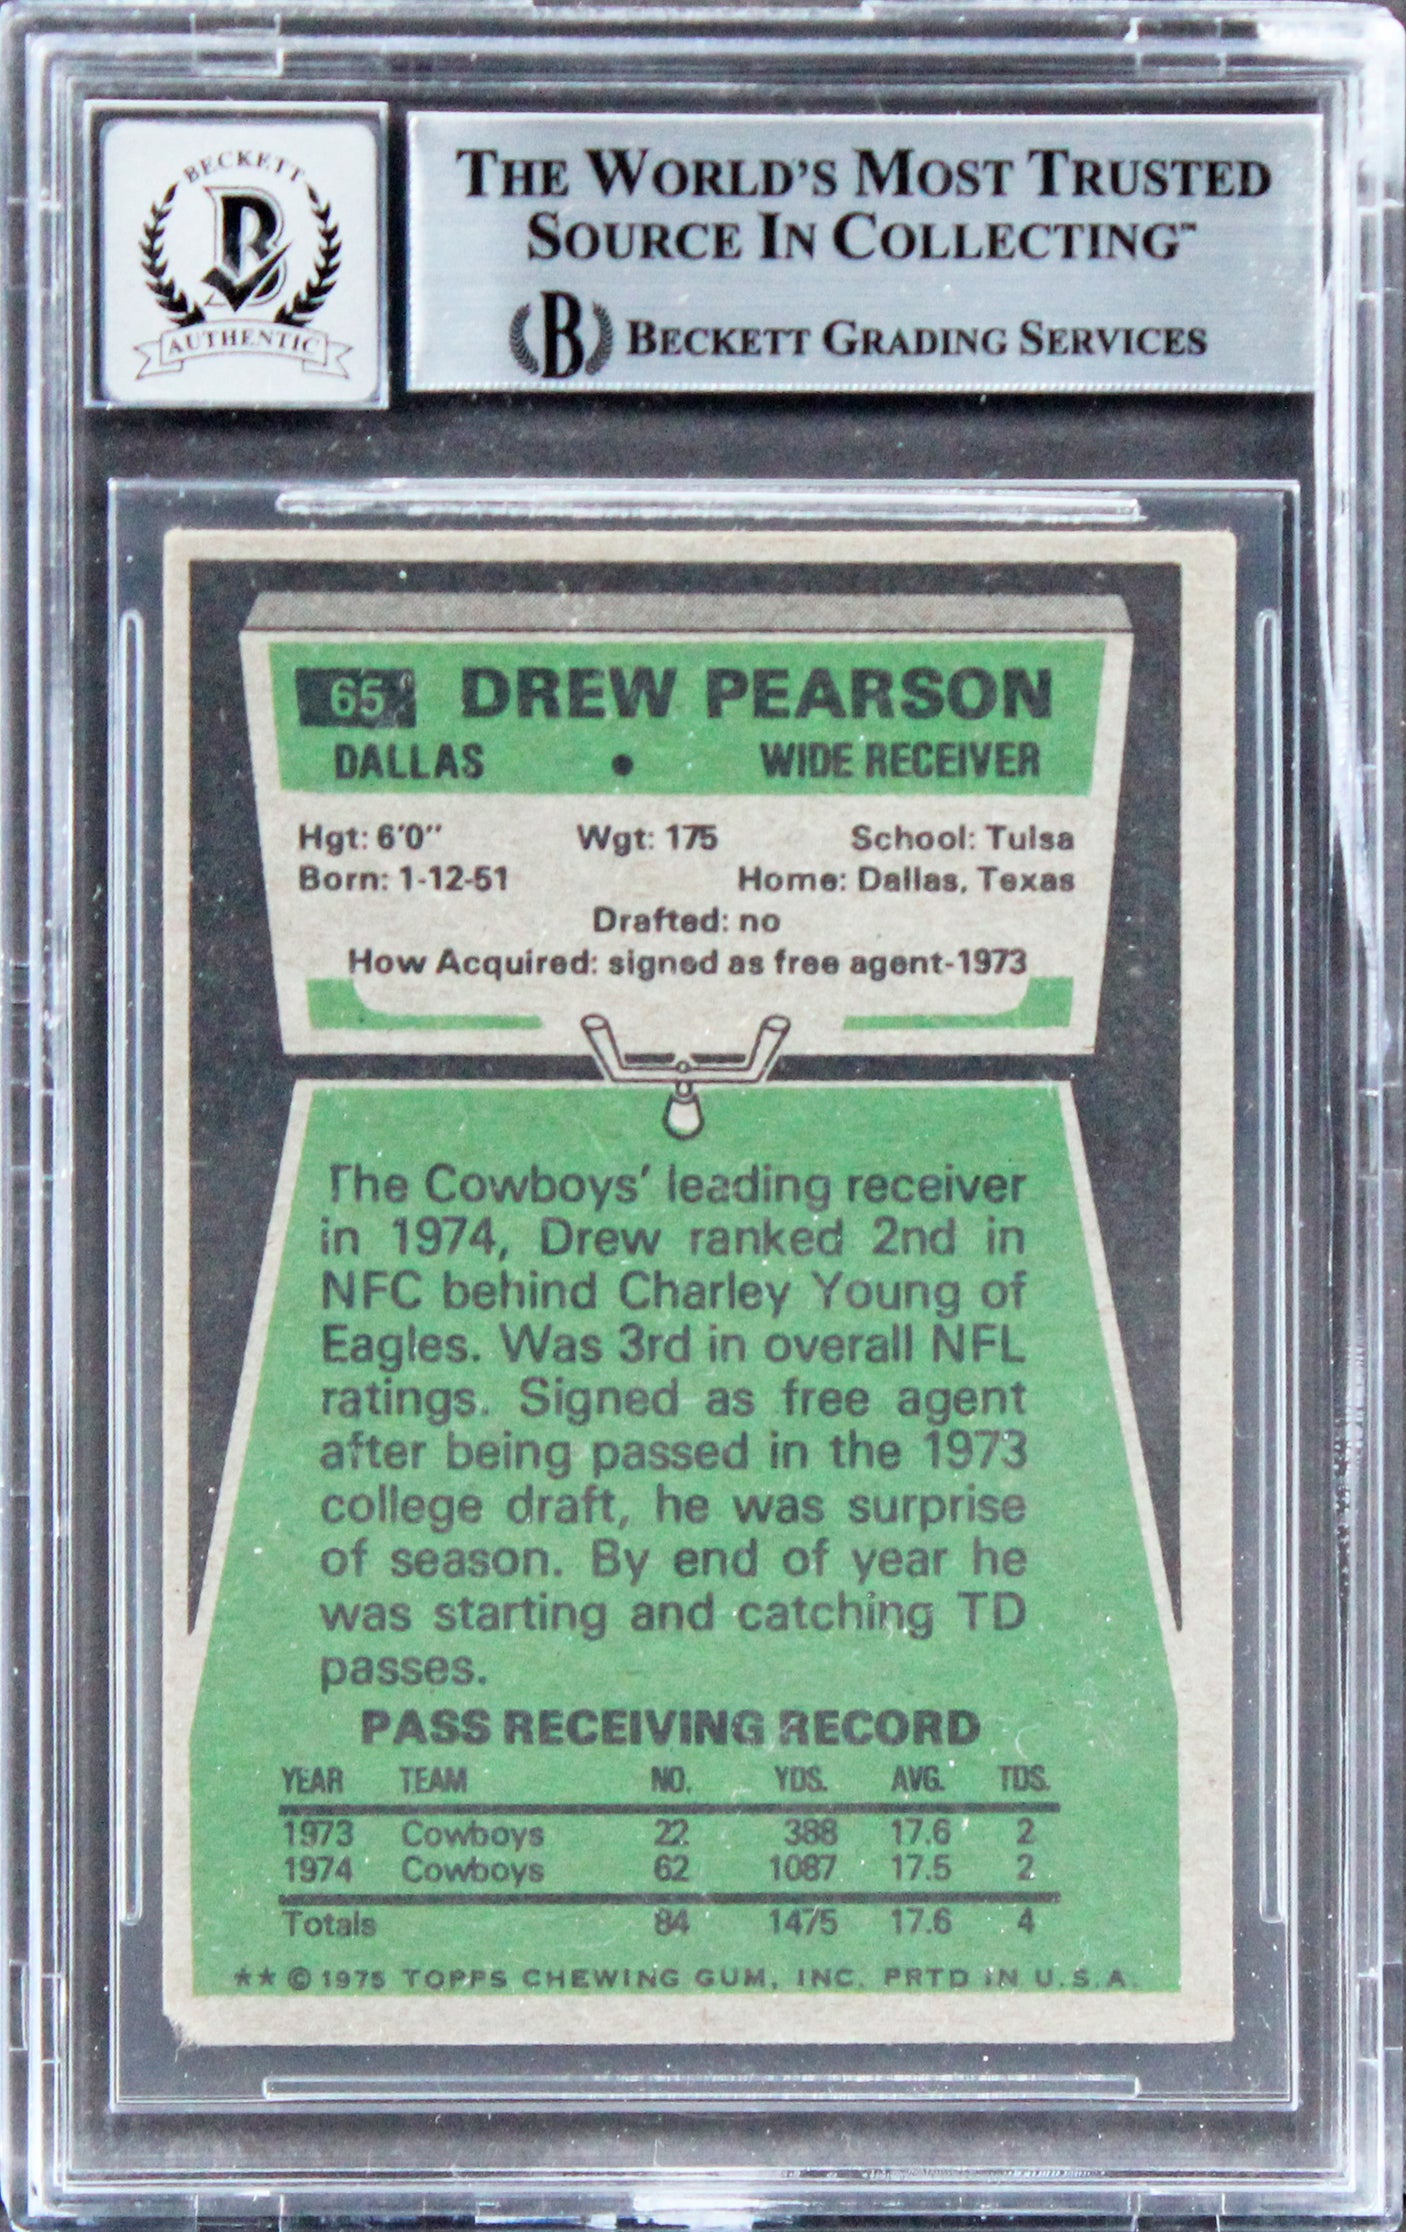 BECKETT
B
AUTHENTIC
THE WORLD'S MOST TRUSTED
SOURCE IN COLLECTING™
B BECKETT GRADING SERVICES
65 DREW PEARSON
DALLAS • WIDE RECEIVER
Hgt: 6'0" Wgt: 175 School: Tulsa
Born: 1-12-51 Home: Dallas, Texas
Drafted: no
How Acquired: signed as free agent-1973
The Cowboys' leading receiver
in 1974, Drew ranked 2nd in
NFC behind Charley Young of
Eagles. Was 3rd in overall NFL
ratings. Signed as free agent
after being passed in the 1973
college draft, he was surprise
of season. By end of year he
was starting and catching TD
passes.
PASS RECEIVING RECORD
YEAR TEAM NO. YDS. AVG. TDS.
1973 Cowboys 22 388 17.6 2
1974 Cowboys 62 1087 17.5 2
Totals 84 1475 17.6 4
** © 1975 TOPPS CHEWING GUM, INC. PRTD IN U.S.A.